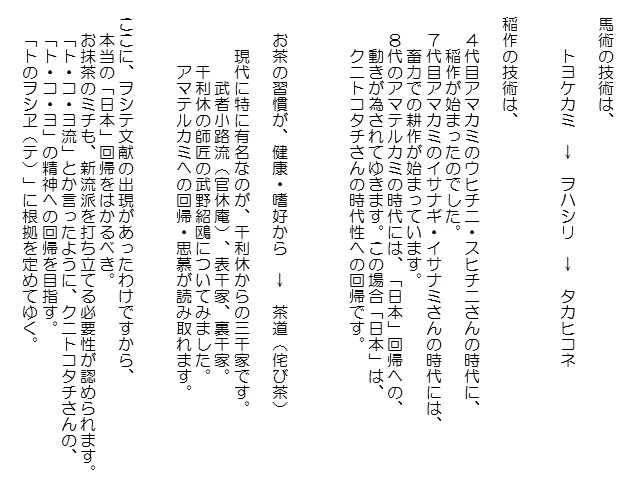 馬術の技術は、
トヨケカミ → ヲハシリ → タカヒコネ
稲作の技術は、
4代目アマカミのウヒチニ・スヒチニさんの時代に、
稲作が始まったのでした。
7代目アマカミのイサナギ・イサナミさんの時代には、
畜力での耕作が始まっています。
8代のアマテルカミの時代には、「日本」回帰への、
動きが為されてゆきます。この場合「日本」は、
クニトコタチさんの時代性への回帰です。
お茶の習慣が、健康・嗜好から → 茶道（侘び茶）
現代に特に有名なのが、千利休からの三千家です。
武者小路流（官休庵）、表千家、裏千家。
千利休の師匠の武野紹鴎についてみました。
アマテルカミへの回帰・思慕が読み取れます。
ここに、ヲシテ文献の出現があったわけですから、
本当の「日本」回帰をはかるべき。
お抹茶のミチも、新流派を打ち立てる必要性が認められます。
「ト・コ・ヨ流」とか言ったように、クニトコタチさんの、
「ト・コ・ヨ」の精神への回帰を目指す。
「トのヲシヱ（テ）」に根拠を定めてゆく。